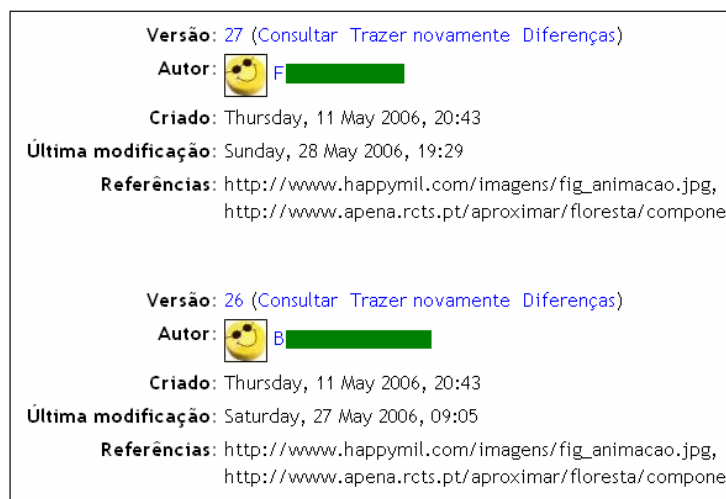 Versão: 27 (Consultar Trazer novamente Diferenças)
Autor: F
Criado: Thursday, 11 May 2006, 20:43
Última modificação: Sunday, 28 May 2006, 19:29
Referências: http://www.happymil.com/imagens/fig_animacao.jpg,
http://www.apena.rcts.pt/aproximar/floresta/compone
Versão: 26 (Consultar Trazer novamente Diferenças)
Autor: B
Criado: Thursday, 11 May 2006, 20:43
Última modificação: Saturday, 27 May 2006, 09:05
Referências: http://www.happymil.com/imagens/fig_animacao.jpg,
http://www.apena.rcts.pt/aproximar/floresta/compone